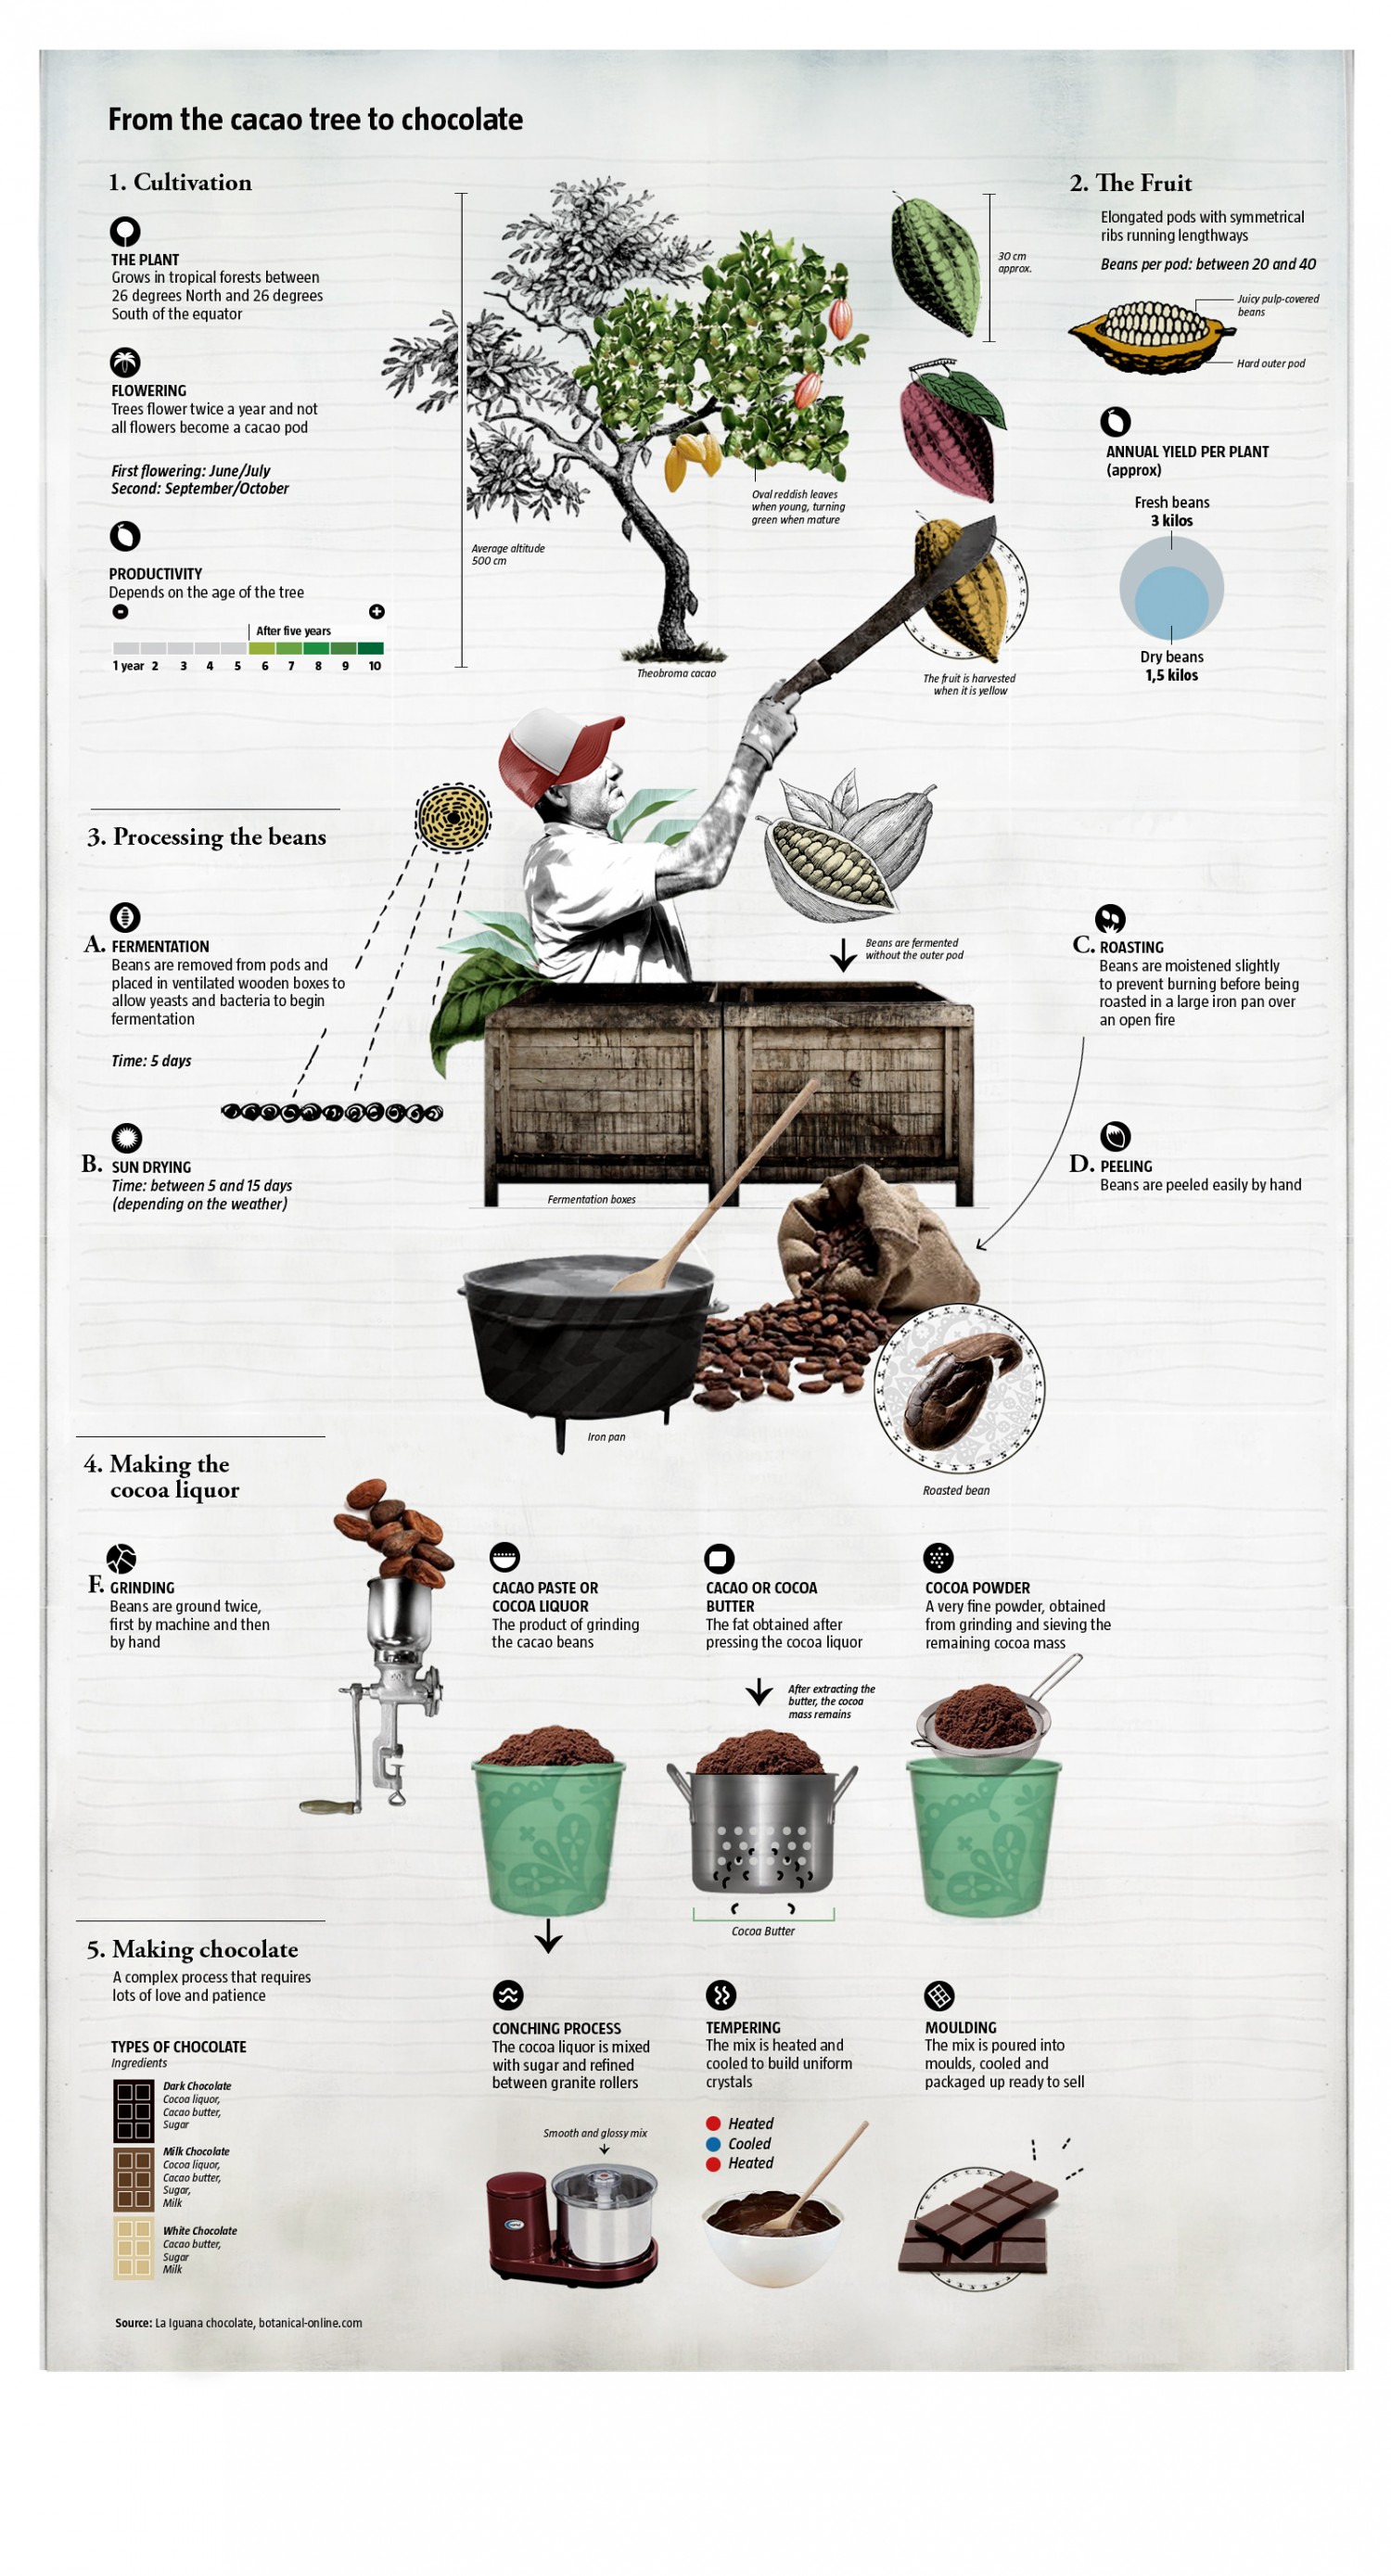 From the cacao tree to chocolate
1. Cultivation
THE PLANT
Grows in tropical forests between
26 degrees North and 26 degrees
South of the equator
FLOWERING
Trees flower twice a year and not
all flowers become a cacao pod
First flowering: June/July
Second: September/October
PRODUCTIVITY
Depends on the age of the tree
- +
After five years
1 year 2 3 4 5 6 7 8 9 10
Average altitude
500 cm
Oval reddish leaves
when young, turning
green when mature
Theobroma cacao
30 cm
approx.
The fruit is harvested
when it is yellow
2. The Fruit
Elongated pods with symmetrical
ribs running lengthways
Beans per pod: between 20 and 40
Juicy pulp-covered
beans
Hard outer pod
ANNUAL YIELD PER PLANT
(approx)
Fresh beans
3 kilos
Dry beans
1,5 kilos
3. Processing the beans
A. FERMENTATION
Beans are removed from pods and
placed in ventilated wooden boxes to
allow yeasts and bacteria to begin
fermentation
Time: 5 days
B. SUN DRYING
Time: between 5 and 15 days
(depending on the weather)
Beans are fermented
without the outer pod
Fermentation boxes
C. ROASTING
Beans are moistened slightly
to prevent burning before being
roasted in a large iron pan over
an open fire
D. PEELING
Beans are peeled easily by hand
Iron pan
Roasted bean
4. Making the
cocoa liquor
F. GRINDING
Beans are ground twice,
first by machine and then
by hand
CACAO PASTE OR
COCOA LIQUOR
The product of grinding
the cacao beans
CACAO OR COCOA
BUTTER
The fat obtained after
pressing the cocoa liquor
After extracting the
butter, the cocoa
mass remains
COCOA POWDER
A very fine powder, obtained
from grinding and sieving the
remaining cocoa mass
Cocoa Butter
5. Making chocolate
A complex process that requires
lots of love and patience
TYPES OF CHOCOLATE
Ingredients
Dark Chocolate
Cocoa liquor,
Cacao butter,
Sugar
Milk Chocolate
Cocoa liquor,
Cacao butter,
Sugar,
Milk
White Chocolate
Cacao butter,
Sugar
Milk
CONCHING PROCESS
The cocoa liquor is mixed
with sugar and refined
between granite rollers
Smooth and glossy mix
TEMPERING
The mix is heated and
cooled to build uniform
crystals
Heated
Cooled
Heated
MOULDING
The mix is poured into
moulds, cooled and
packaged up ready to sell
Source: La Iguana chocolate, botanical-online.com